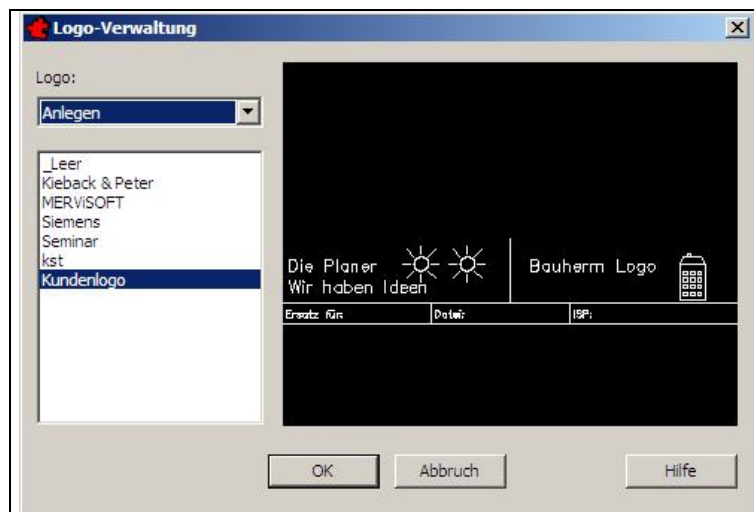 Logo-Verwaltung
Logo:
Anlegen
_Leer
Kieback & Peter
MERViSOFT
Siemens
Seminar
kst
Kundenlogo
Die Planer
Wir haben Ideen
Bauherrn Logo
Ersatz für:
Datei:
ISP:
OK
Abbruch
Hilfe